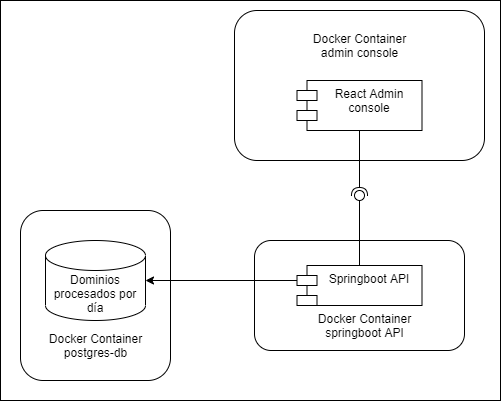 Docker Container
admin console
React Admin
console
Dominios
procesados por
día
Docker Container
postgres-db
Springboot API
Docker Container
springboot API